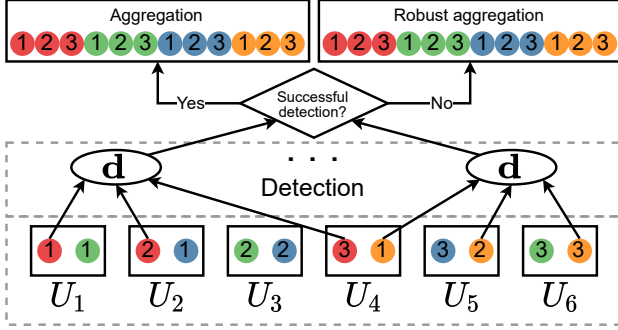 Aggregation
1 2 3 1 2 3 1 2 3 1 2 3
Robust aggregation
1 2 3 1 2 3 1 2 3 1 2 3
Yes
Successful
detection?
No
d
. . .
d
Detection
1 1
2 1
2 2
3 1
3 2
3 3
U1
U2
U3
U4
U5
U6